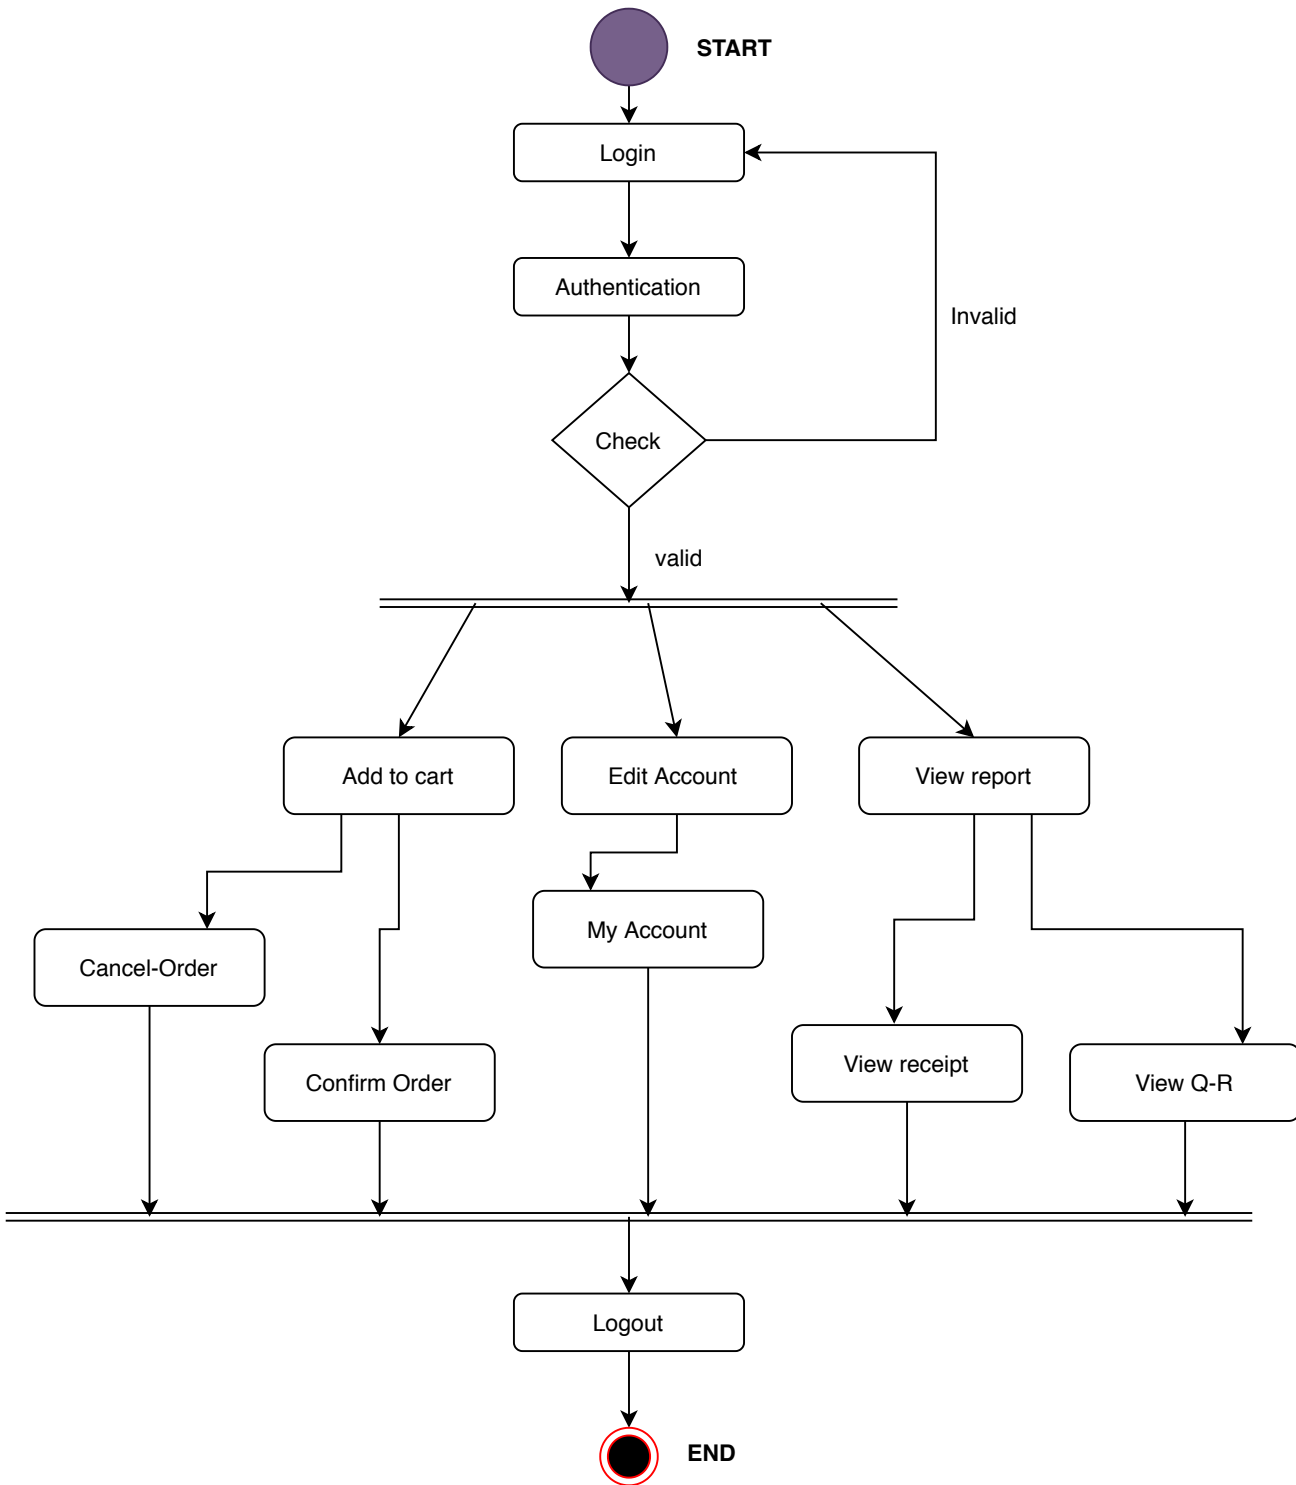 START
Login
Authentication
Invalid
Check
valid
Add to cart
Edit Account
View report
My Account
Cancel-Order
View receipt
Confirm Order
View Q-R
Logout
END